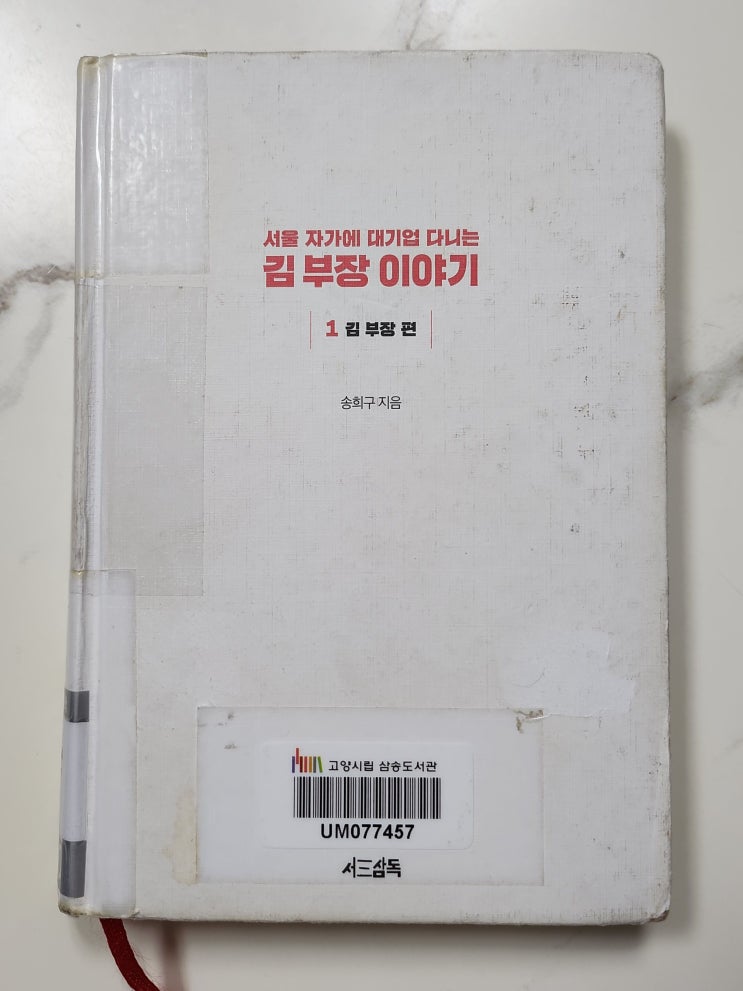 서울 자가에 대기업 다니는
김 부장 이야기
1 김 부장 편
송희구 지음
고양시립 삼송도서관
UM077457
서三삼독